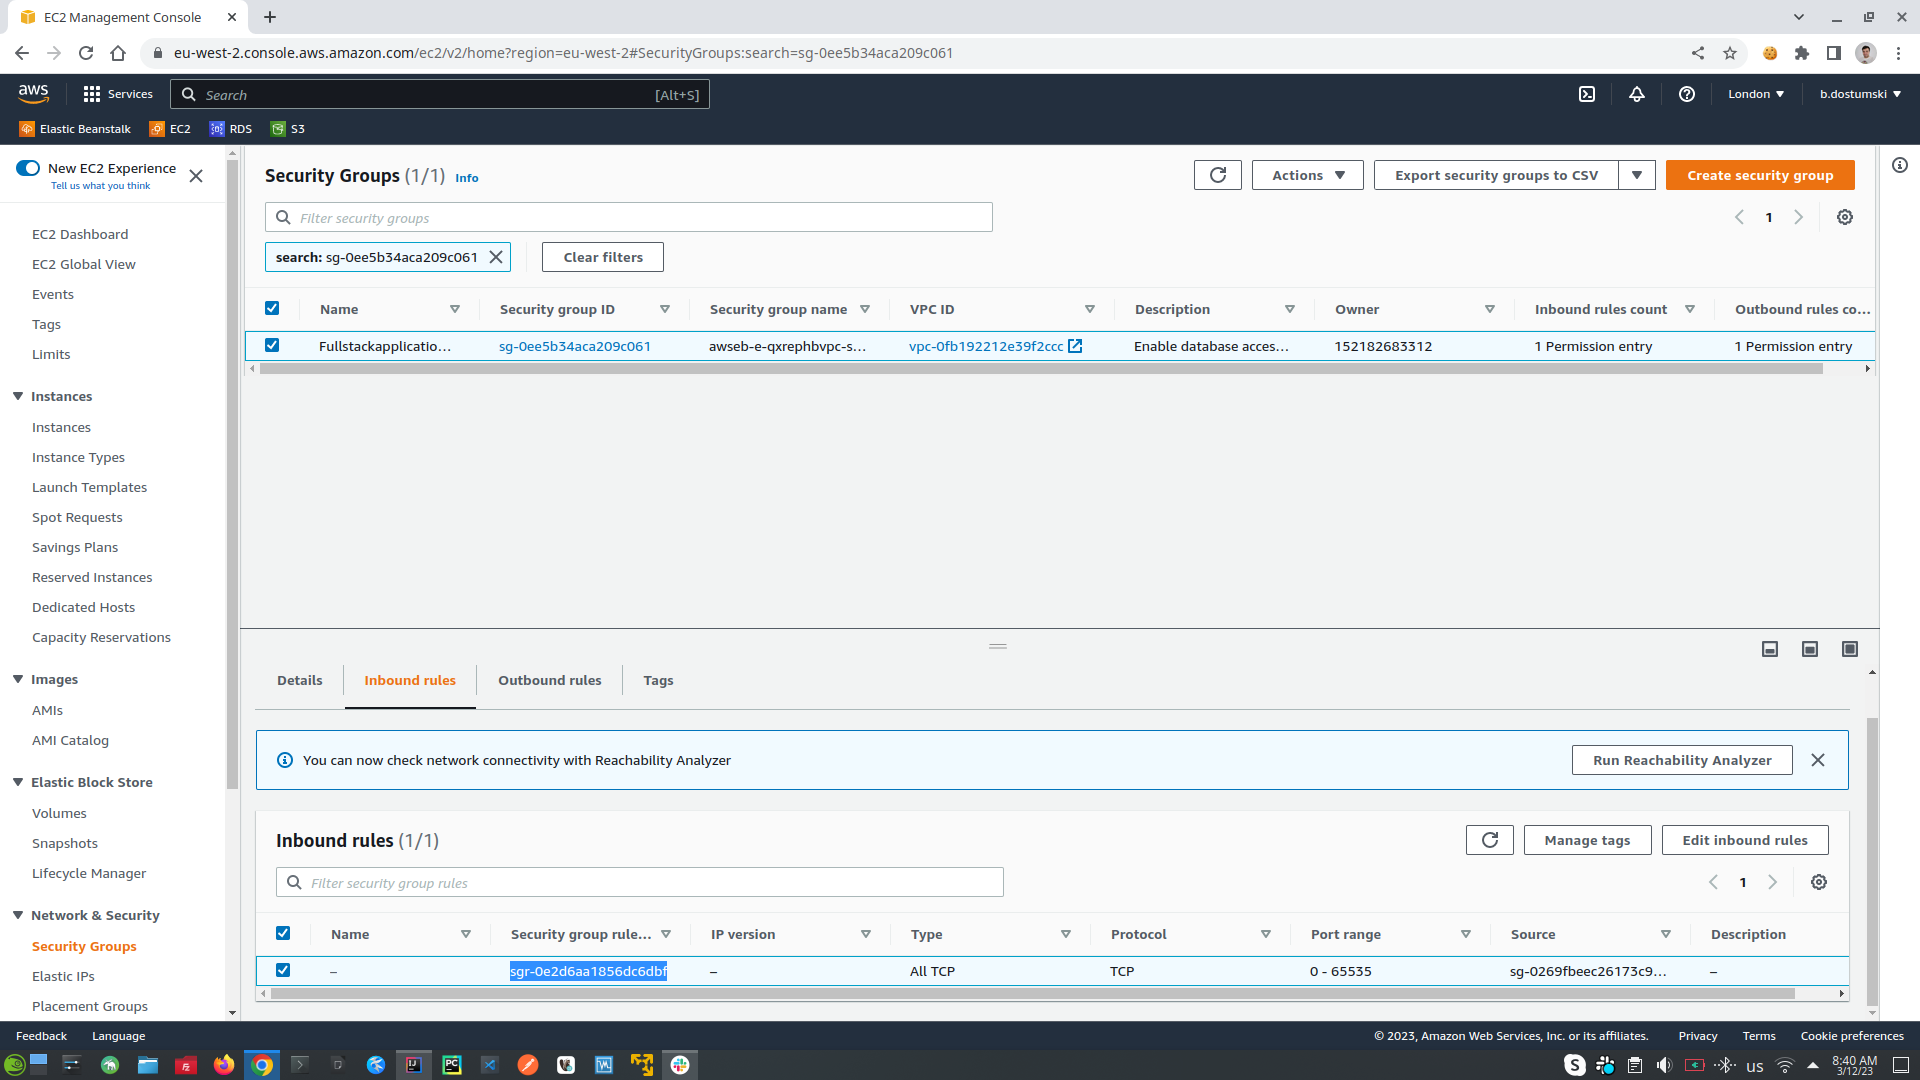 EC2 Management Console
eu-west-2.console.aws.amazon.com/ec2/v2/home?region=eu-west-2#SecurityGroups:search=sg-0ee5b34aca209c061
aws Services Search [Alt+S] London b.dostumski
Elastic Beanstalk EC2 RDS S3
New EC2 Experience
Tell us what you think
EC2 Dashboard
EC2 Global View
Events
Tags
Limits
Instances
Instances
Instance Types
Launch Templates
Spot Requests
Savings Plans
Reserved Instances
Dedicated Hosts
Capacity Reservations
Images
AMIs
AMI Catalog
Elastic Block Store
Volumes
Snapshots
Lifecycle Manager
Network & Security
Security Groups
Elastic IPs
Placement Groups
Security Groups (1/1) Info Actions Export security groups to CSV Create security group
Filter security groups 1
search: sg-0ee5b34aca209c061 Clear filters
Name Security group ID Security group name VPC ID Description Owner Inbound rules count Outbound rules co...
Fullstackapplicatio... sg-0ee5b34aca209c061 awseb-e-qxrephbvpc-s... vpc-0fb192212e39f2ccc Enable database acces... 152182683312 1 Permission entry 1 Permission entry
Details Inbound rules Outbound rules Tags
You can now check network connectivity with Reachability Analyzer Run Reachability Analyzer
Inbound rules (1/1) Manage tags Edit inbound rules
Filter security group rules 1
Name Security group rule... IP version Type Protocol Port range Source Description
– sgr-0e2d6aa1856dc6dbf – All TCP TCP 0 - 65535 sg-0269fbeec26173c9... –
Feedback Language © 2023, Amazon Web Services, Inc. or its affiliates. Privacy Terms Cookie preferences
us 8:40 AM
3/12/23